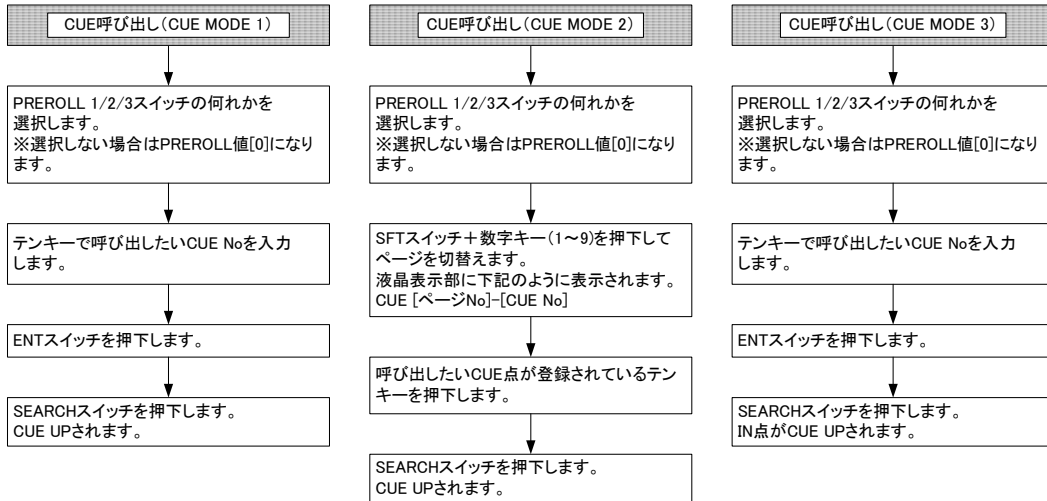 CUE呼び出し(CUE MODE 1)
PREROLL 1/2/3スイッチの何れかを
選択します。
※選択しない場合はPREROLL値[0]になり
ます。
テンキーで呼び出したいCUE Noを入力
します。
ENTスイッチを押下します。
SEARCHスイッチを押下します。
CUE UPされます。
CUE呼び出し(CUE MODE 2)
PREROLL 1/2/3スイッチの何れかを
選択します。
※選択しない場合はPREROLL値[0]になり
ます。
SFTスイッチ+数字キー(1~9)を押下して
ページを切替えます。
液晶表示部に下記のように表示されます。
CUE [ページNo]-[CUE No]
呼び出したいCUE点が登録されているテン
キーを押下します。
SEARCHスイッチを押下します。
CUE UPされます。
CUE呼び出し(CUE MODE 3)
PREROLL 1/2/3スイッチの何れかを
選択します。
※選択しない場合はPREROLL値[0]になり
ます。
テンキーで呼び出したいCUE Noを入力
します。
ENTスイッチを押下します。
SEARCHスイッチを押下します。
IN点がCUE UPされます。